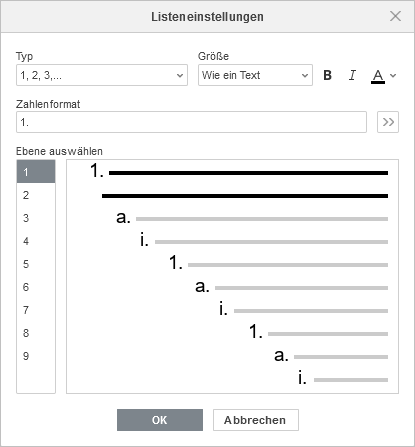 Listeneinstellungen
Typ Größe
1, 2, 3,... Wie ein Text B I A
Zahlenformat
1.
Ebene auswählen
1 1.
2
3 a.
4 i.
5 1.
6 a.
7 i.
8 1.
9 a.
i.
OK Abbrechen